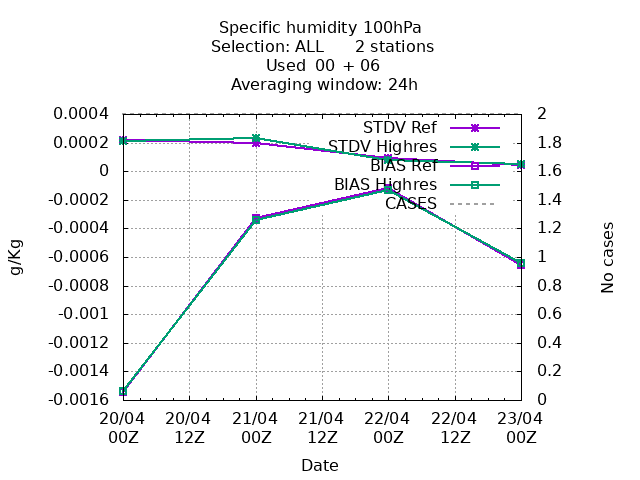 Specific humidity 100hPa
Selection: ALL 2 stations
Used 00 + 06
Averaging window: 24h
0.0004
0.0002
0
-0.0002
-0.0004
-0.0006
-0.0008
-0.001
-0.0012
-0.0014
-0.0016
g/Kg
STDV Ref
STDV Highres
BIAS Ref
BIAS Highres
CASES
2
1.8
1.6
1.4
1.2
1
0.8
0.6
0.4
0.2
0
No cases
20/04 20/04 21/04 21/04 22/04 22/04 23/04
00Z 12Z 00Z 12Z 00Z 12Z 00Z
Date